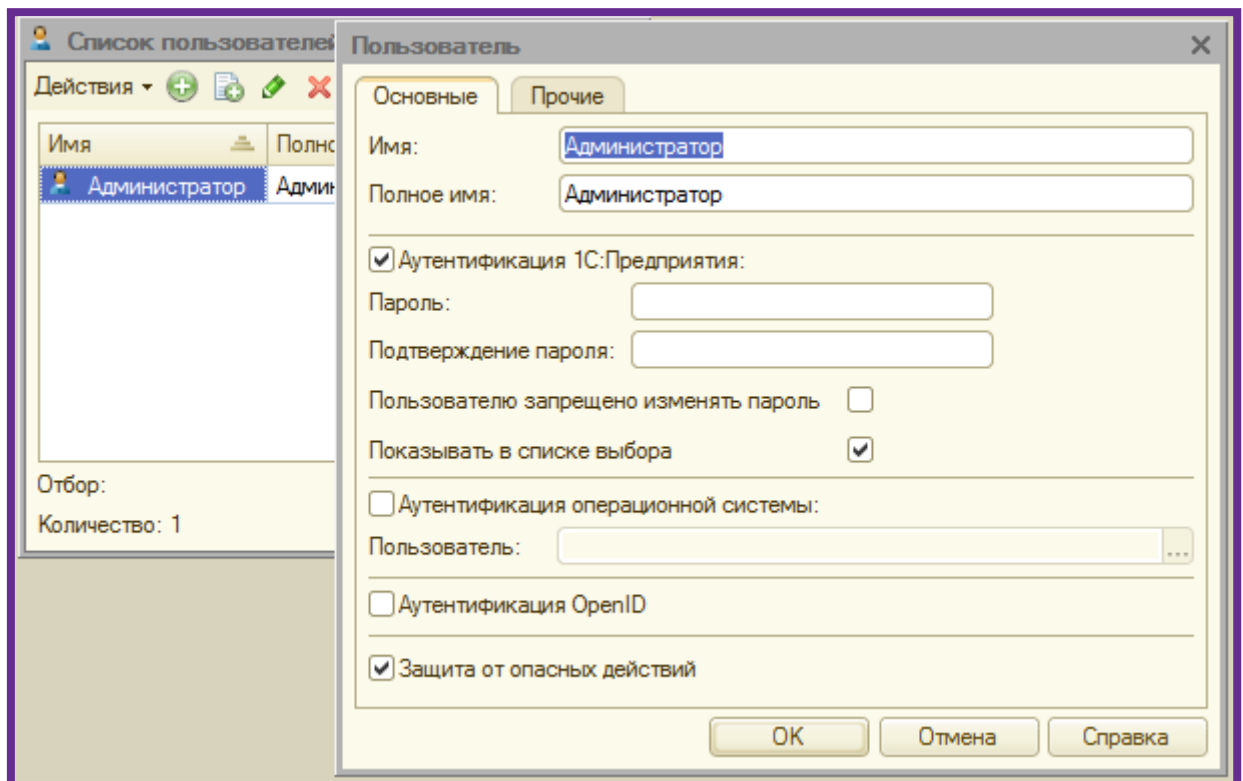 Список пользователей
Действия
Имя
Администратор
Отбор:
Количество: 1
Пользователь
Основные Прочие
Имя: Администратор
Полное имя: Администратор
Аутентификация 1С:Предприятия:
Пароль:
Подтверждение пароля:
Пользователю запрещено изменять пароль
Показывать в списке выбора
Аутентификация операционной системы:
Пользователь: ...
Аутентификация OpenID
Защита от опасных действий
OK Отмена Справка